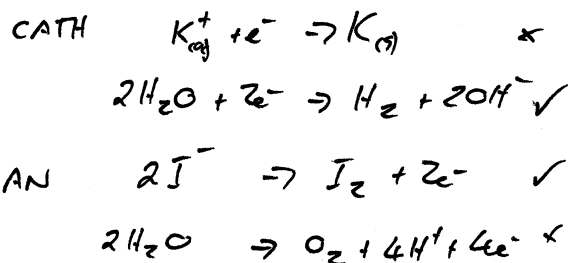 CATH K⁺(aq) + e⁻ → K(s) ×
2H₂O + 2e⁻ → H₂ + 2OH⁻ ✓
AN 2I⁻ → I₂ + 2e⁻ ✓
2H₂O → O₂ + 4H⁺ + 4e⁻ ×